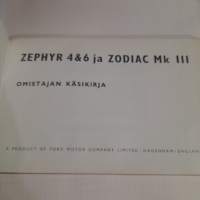 ZEPHYR 4&6 ja ZODIAC Mk III
OMISTAJAN KÄSIKIRJA
A PRODUCT OF FORD MOTOR COMPANY LIMITED, DAGENHAM, ENGLAND